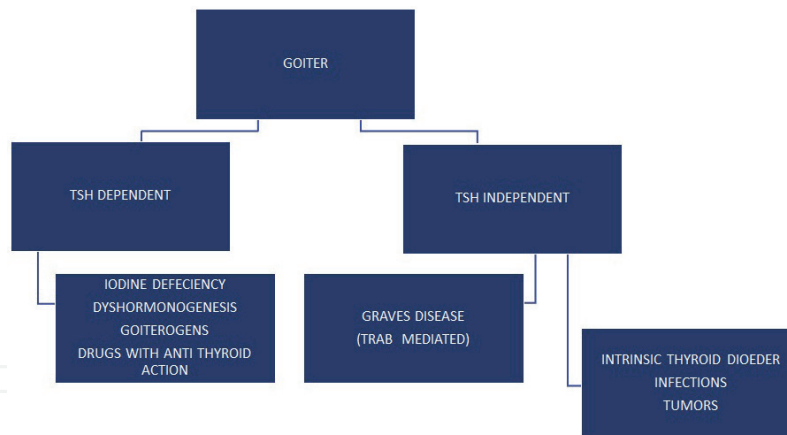 GOITER
TSH DEPENDENT
TSH INDEPENDENT
IODINE DEFECIENCY
DYSHORMONOGENESIS
GOITEROGENS
DRUGS WITH ANTI THYROID
ACTION
GRAVES DISEASE
(TRAB MEDIATED)
INTRINSIC THYROID DIOEDER
INFECTIONS
TUMORS